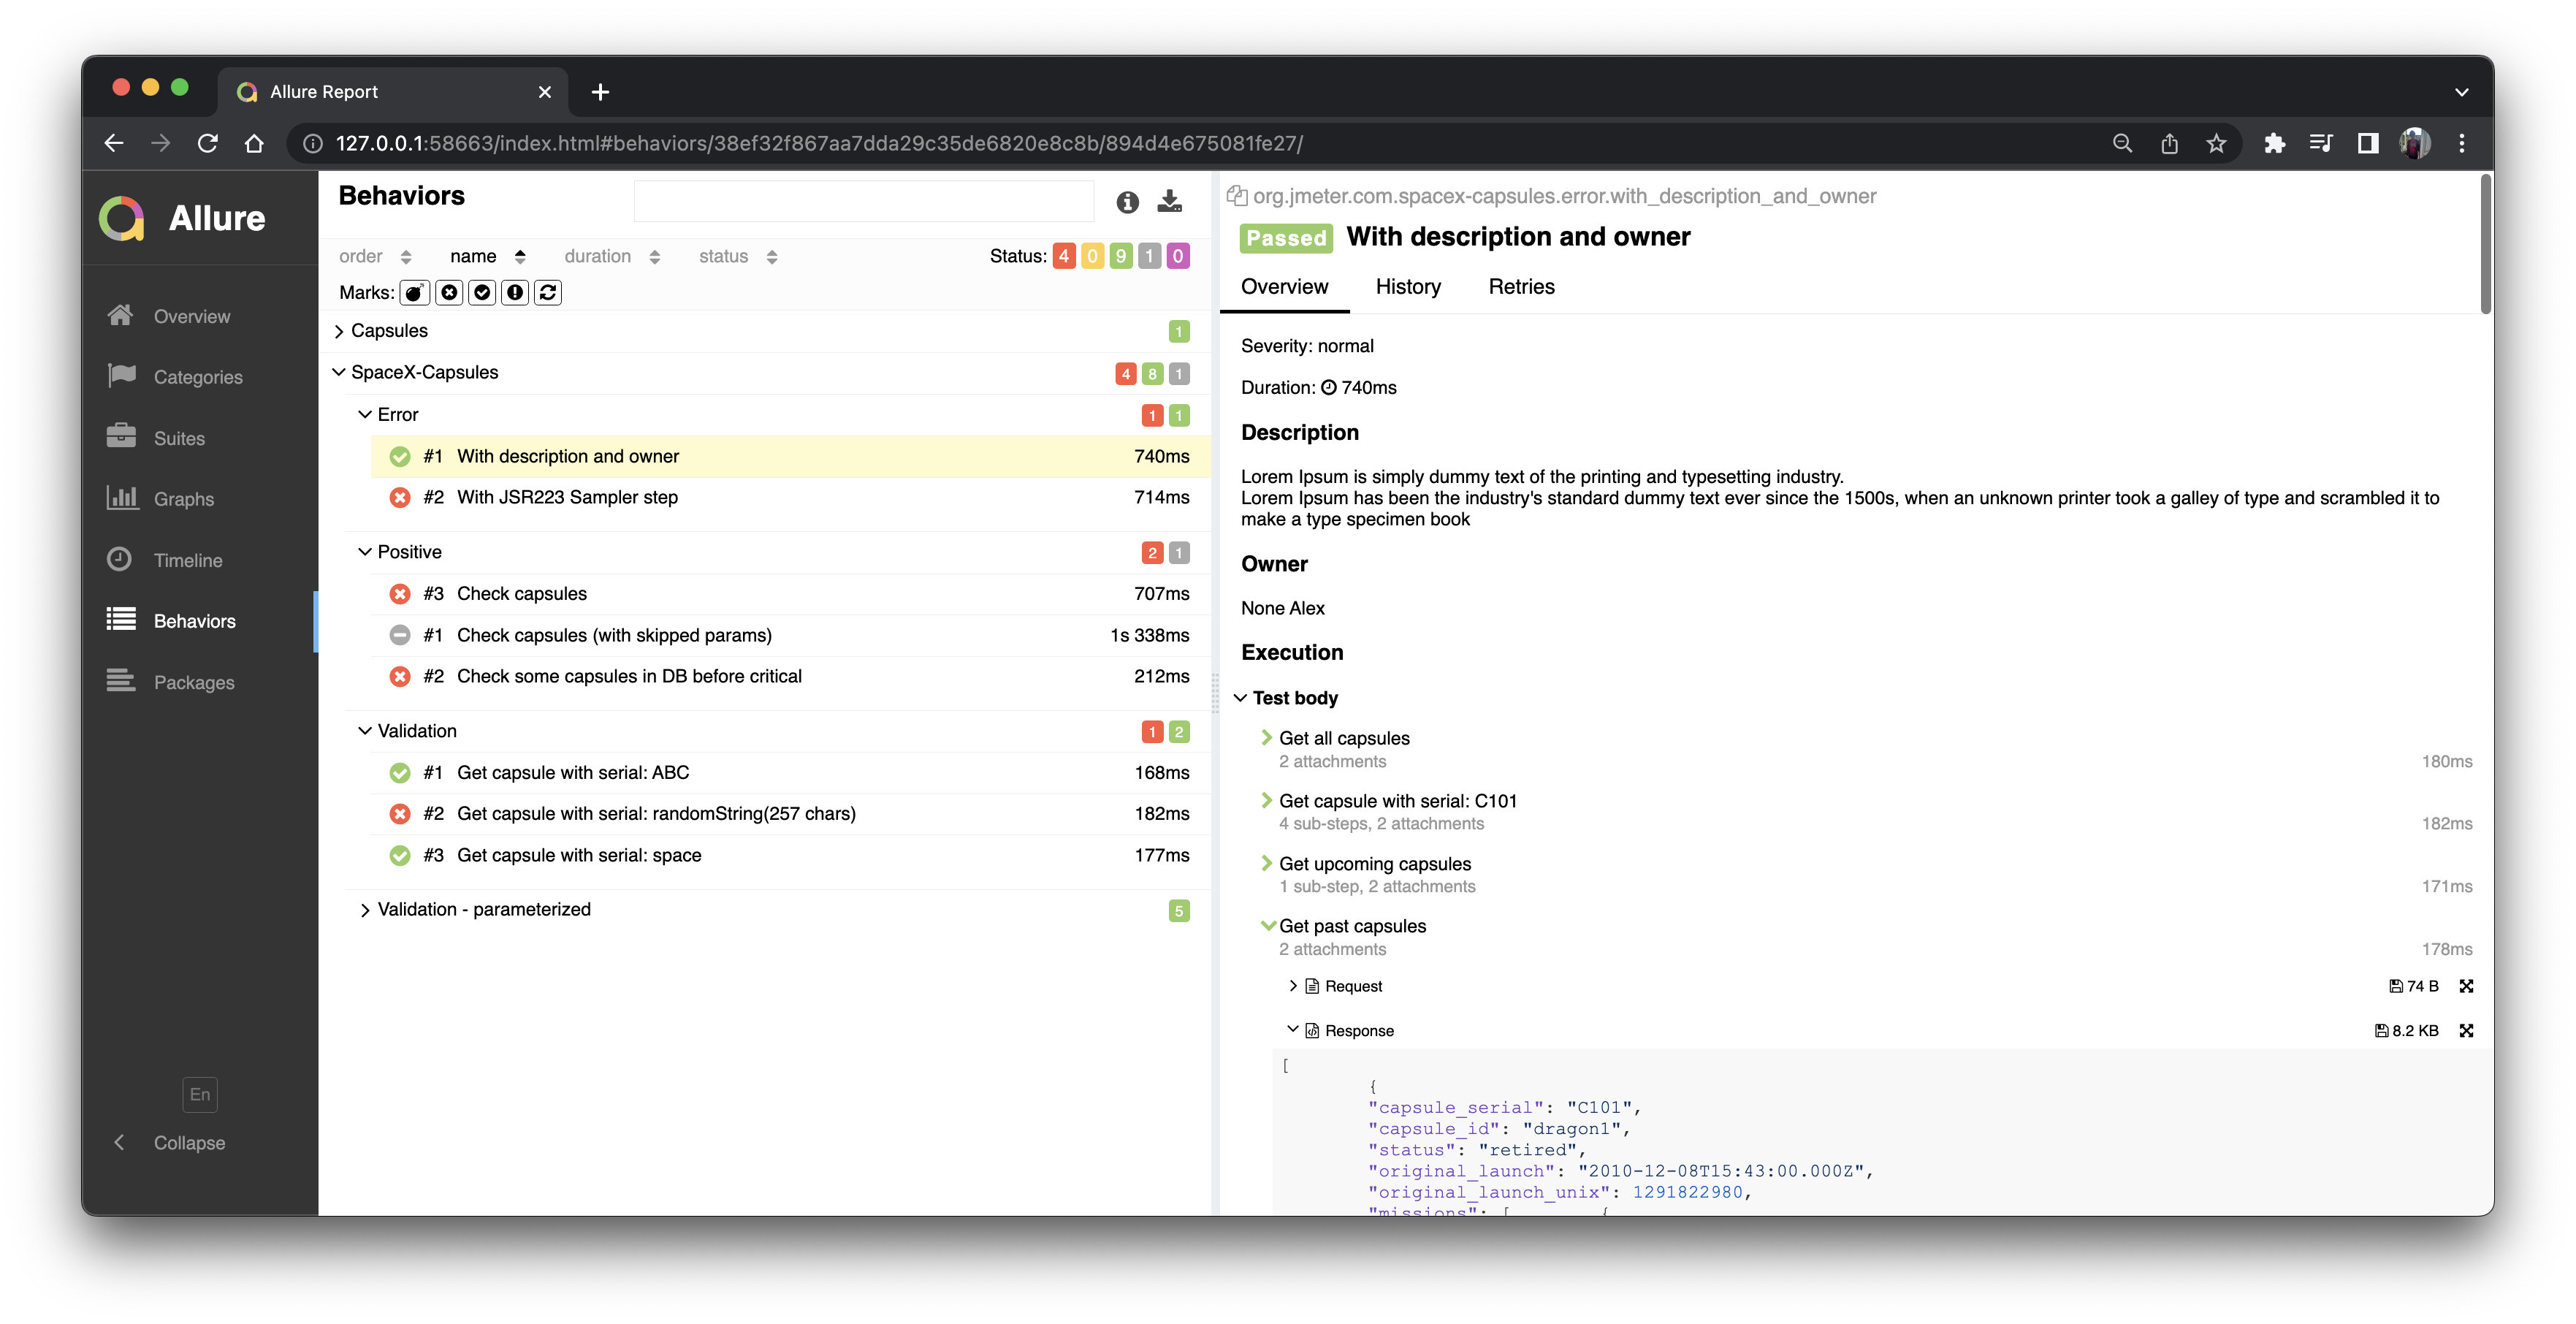 Allure Report
127.0.0.1:58663/index.html#behaviors/38ef32f867aa7dda29c35de6820e8c8b/894d4e675081fe27/
Allure
Overview
Categories
Suites
Graphs
Timeline
Behaviors
Packages
En
Collapse
Behaviors
order name duration status Status: 4 0 9 1 0
Marks:
Capsules 1
SpaceX-Capsules 4 8 1
Error 1 1
#1 With description and owner 740ms
#2 With JSR223 Sampler step 714ms
Positive 2 1
#3 Check capsules 707ms
#1 Check capsules (with skipped params) 1s 338ms
#2 Check some capsules in DB before critical 212ms
Validation 1 2
#1 Get capsule with serial: ABC 168ms
#2 Get capsule with serial: randomString(257 chars) 182ms
#3 Get capsule with serial: space 177ms
Validation - parameterized 5
org.jmeter.com.spacex-capsules.error.with_description_and_owner
Passed With description and owner
Overview History Retries
Severity: normal
Duration: 740ms
Description
Lorem Ipsum is simply dummy text of the printing and typesetting industry.
Lorem Ipsum has been the industry's standard dummy text ever since the 1500s, when an unknown printer took a galley of type and scrambled it to
make a type specimen book
Owner
None Alex
Execution
Test body
Get all capsules
2 attachments 180ms
Get capsule with serial: C101
4 sub-steps, 2 attachments 182ms
Get upcoming capsules
1 sub-step, 2 attachments 171ms
Get past capsules
2 attachments 178ms
Request 74 B
Response 8.2 KB
[
{
"capsule_serial": "C101",
"capsule_id": "dragon1",
"status": "retired",
"original_launch": "2010-12-08T15:43:00.000Z",
"original_launch_unix": 1291822980,
"missions": [ {